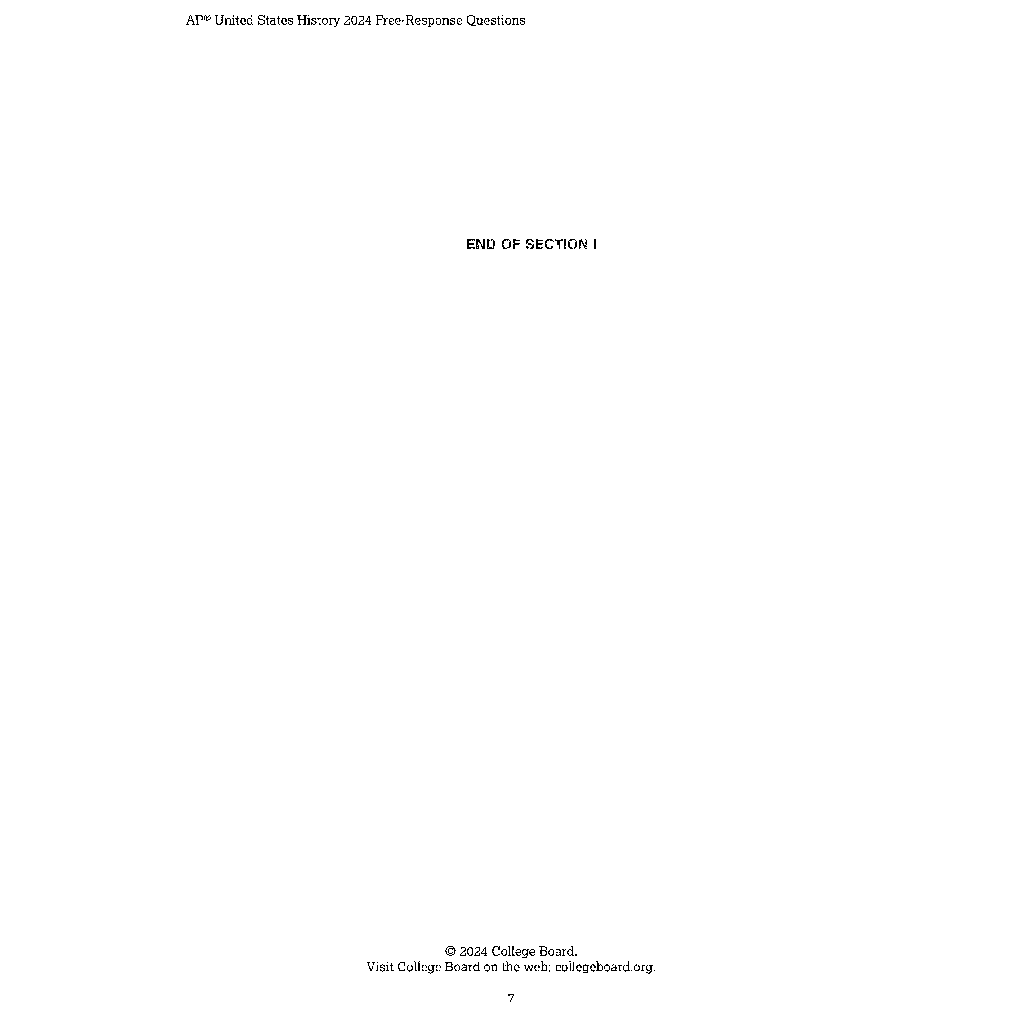 AP® United States History 2024 Free-Response Questions
END OF SECTION I
© 2024 College Board.
Visit College Board on the web: collegeboard.org.
7